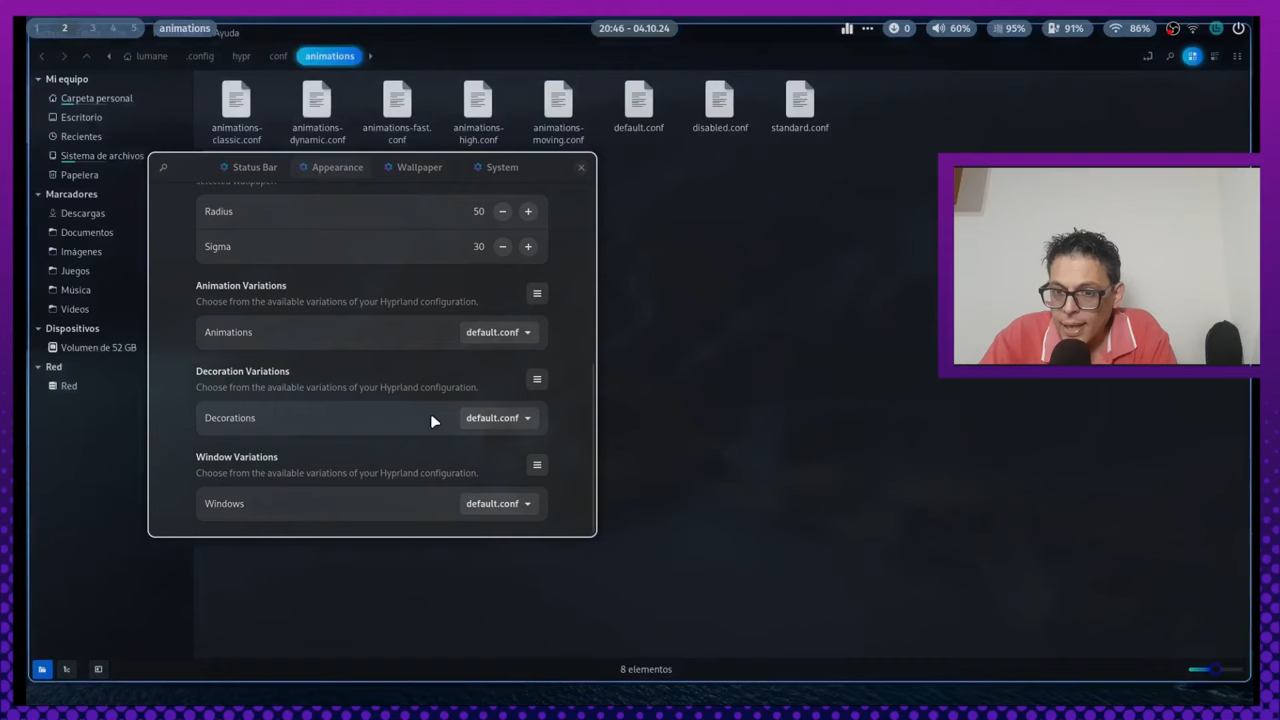 1 2 3 4 5 animations 20:46 - 04.10.24 0 60% 95% 91% 86%
Ayuda
lumane .config hypr conf animations
Mi equipo
Carpeta personal
Escritorio
Recientes
Sistema de archivos
Papelera
Marcadores
Descargas
Documentos
Imágenes
Juegos
Música
Vídeos
Dispositivos
Volumen de 52 GB
Red
Red
animations-
classic.conf
animations-
dynamic.conf
animations-fast.
conf
animations-
high.conf
animations-
moving.conf
default.conf
disabled.conf
standard.conf
Status Bar Appearance Wallpaper System
selected wallpaper.
Radius 50
Sigma 30
Animation Variations
Choose from the available variations of your Hyprland configuration.
Animations default.conf
Decoration Variations
Choose from the available variations of your Hyprland configuration.
Decorations default.conf
Window Variations
Choose from the available variations of your Hyprland configuration.
Windows default.conf
8 elementos